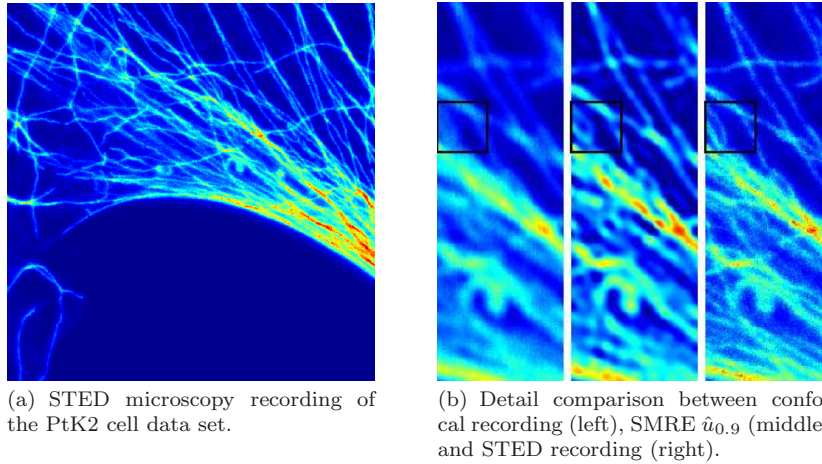 (a) STED microscopy recording of
the PtK2 cell data set.
(b) Detail comparison between confo
cal recording (left), SMRE û0.9 (middle
and STED recording (right).